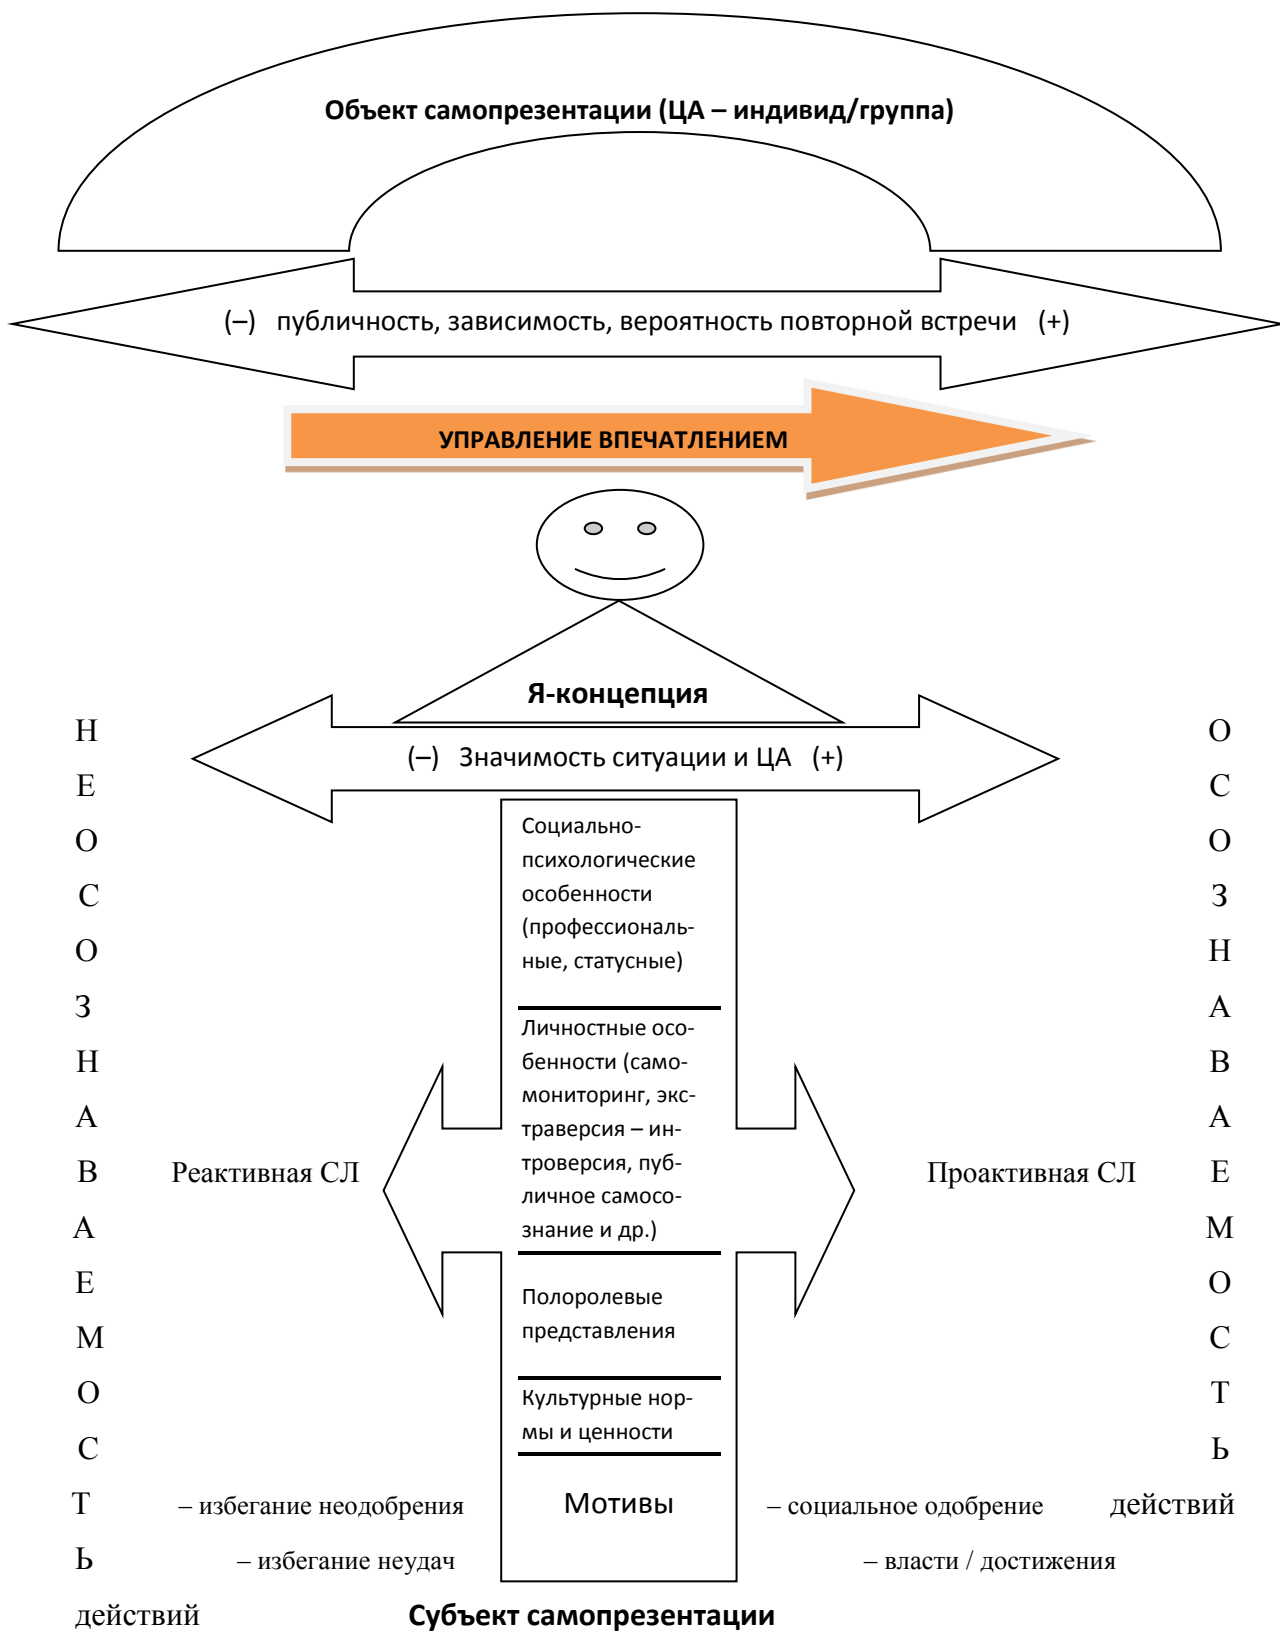 Объект самопрезентации (ЦА – индивид/группа)
(–) публичность, зависимость, вероятность повторной встречи (+)
УПРАВЛЕНИЕ ВПЕЧАТЛЕНИЕМ
Я-концепция
(–) Значимость ситуации и ЦА (+)
Н
Е
О
С
О
З
Н
А
В
А
Е
М
О
С
Т
Ь
действий
Социально-
психологические
особенности
(профессиональ-
ные, статусные)
Личностные осо-
бенности (само-
мониторинг, экс-
траверсия – ин-
троверсия, пуб-
личное самосо-
знание и др.)
Реактивная СЛ
Проактивная СЛ
Полоролевые
представления
Культурные нор-
мы и ценности
Мотивы
– избегание неодобрения
– избегание неудач
– социальное одобрение
– власти / достижения
О
С
О
З
Н
А
В
А
Е
М
О
С
Т
Ь
действий
Субъект самопрезентации